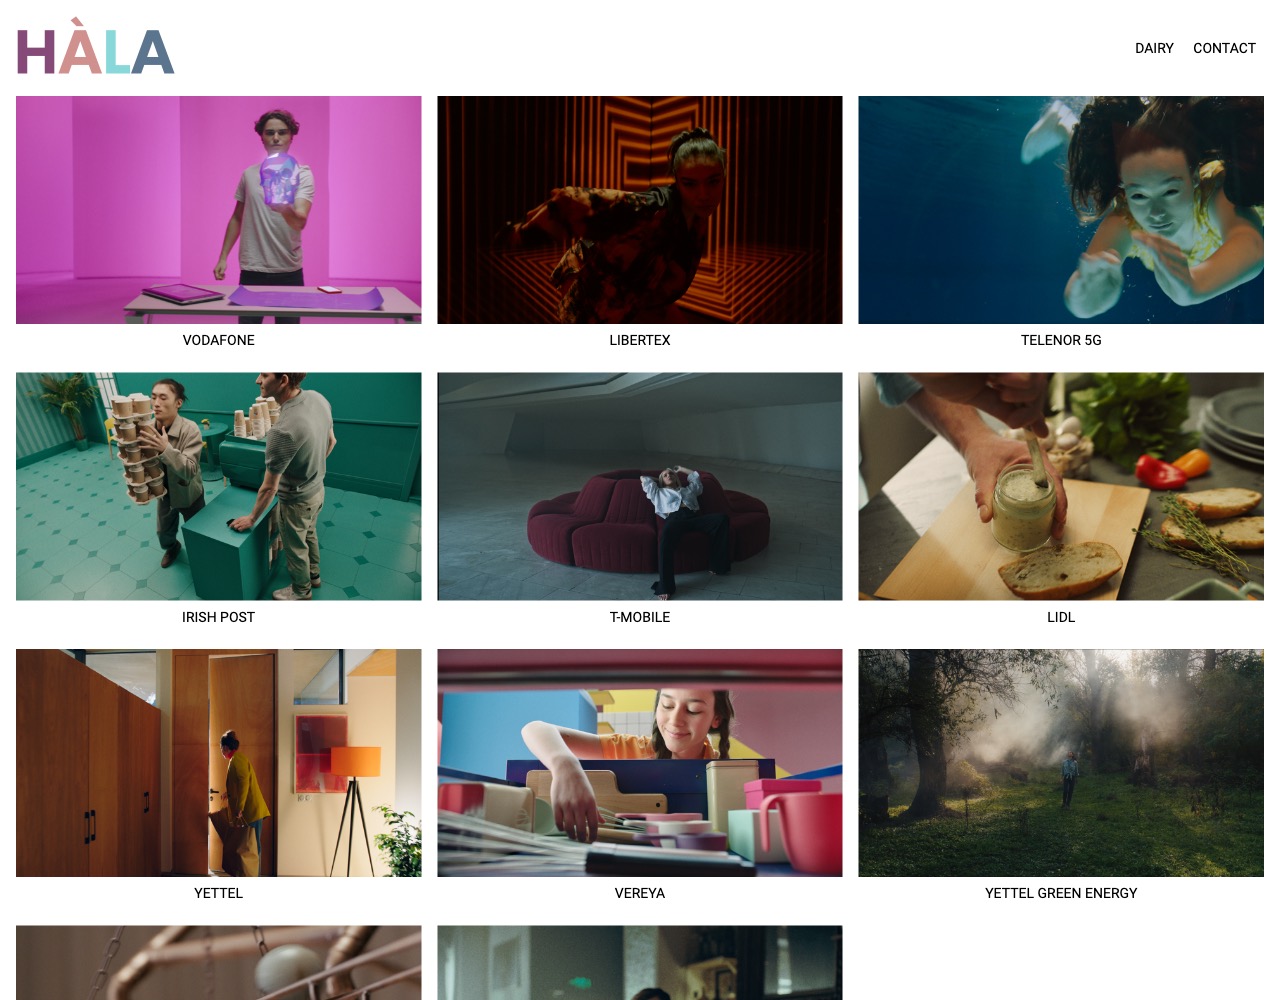 HÀLA
DAIRY CONTACT
VODAFONE
LIBERTEX
TELENOR 5G
IRISH POST
T-MOBILE
LIDL
YETTEL
VEREYA
YETTEL GREEN ENERGY